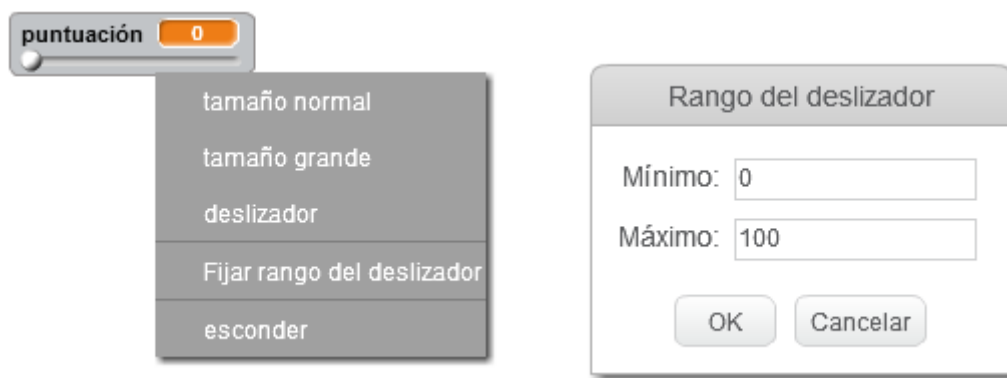 puntuación 0
tamaño normal
tamaño grande
deslizador
Fijar rango del deslizador
esconder
Rango del deslizador
Mínimo: 0
Máximo: 100
OK Cancelar